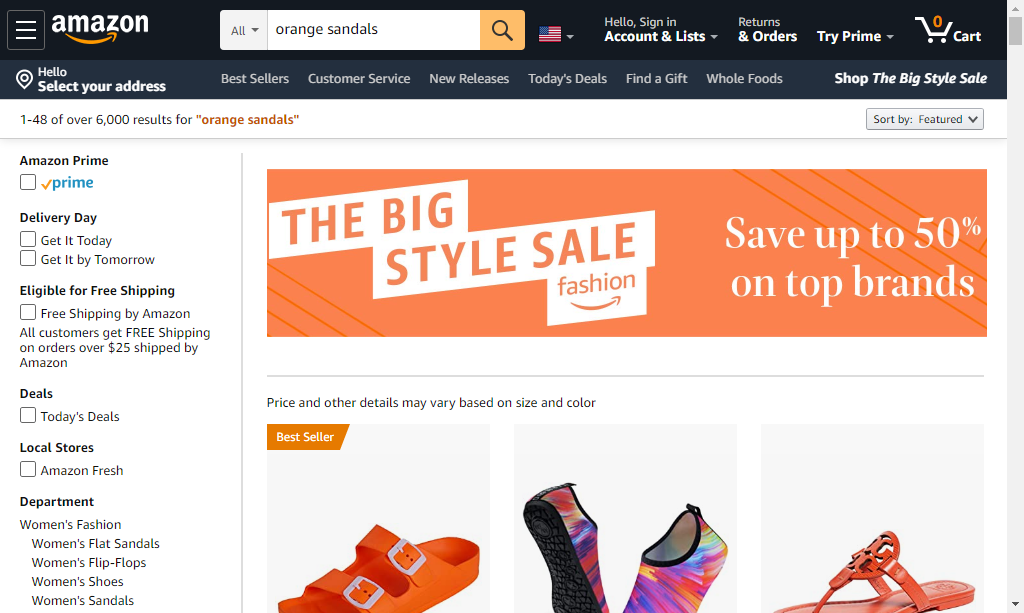 amazon
All
orange sandals
Hello, Sign in
Account & Lists
Returns
& Orders
Try Prime
0
Cart
Hello
Select your address
Best Sellers
Customer Service
New Releases
Today's Deals
Find a Gift
Whole Foods
Shop The Big Style Sale
1-48 of over 6,000 results for "orange sandals"
Sort by: Featured
Amazon Prime
prime
Delivery Day
Get It Today
Get It by Tomorrow
Eligible for Free Shipping
Free Shipping by Amazon
All customers get FREE Shipping
on orders over $25 shipped by
Amazon
Deals
Today's Deals
Local Stores
Amazon Fresh
Department
Women's Fashion
Women's Flat Sandals
Women's Flip-Flops
Women's Shoes
Women's Sandals
THE BIG
STYLE SALE
fashion
Save up to 50%
on top brands
Price and other details may vary based on size and color
Best Seller